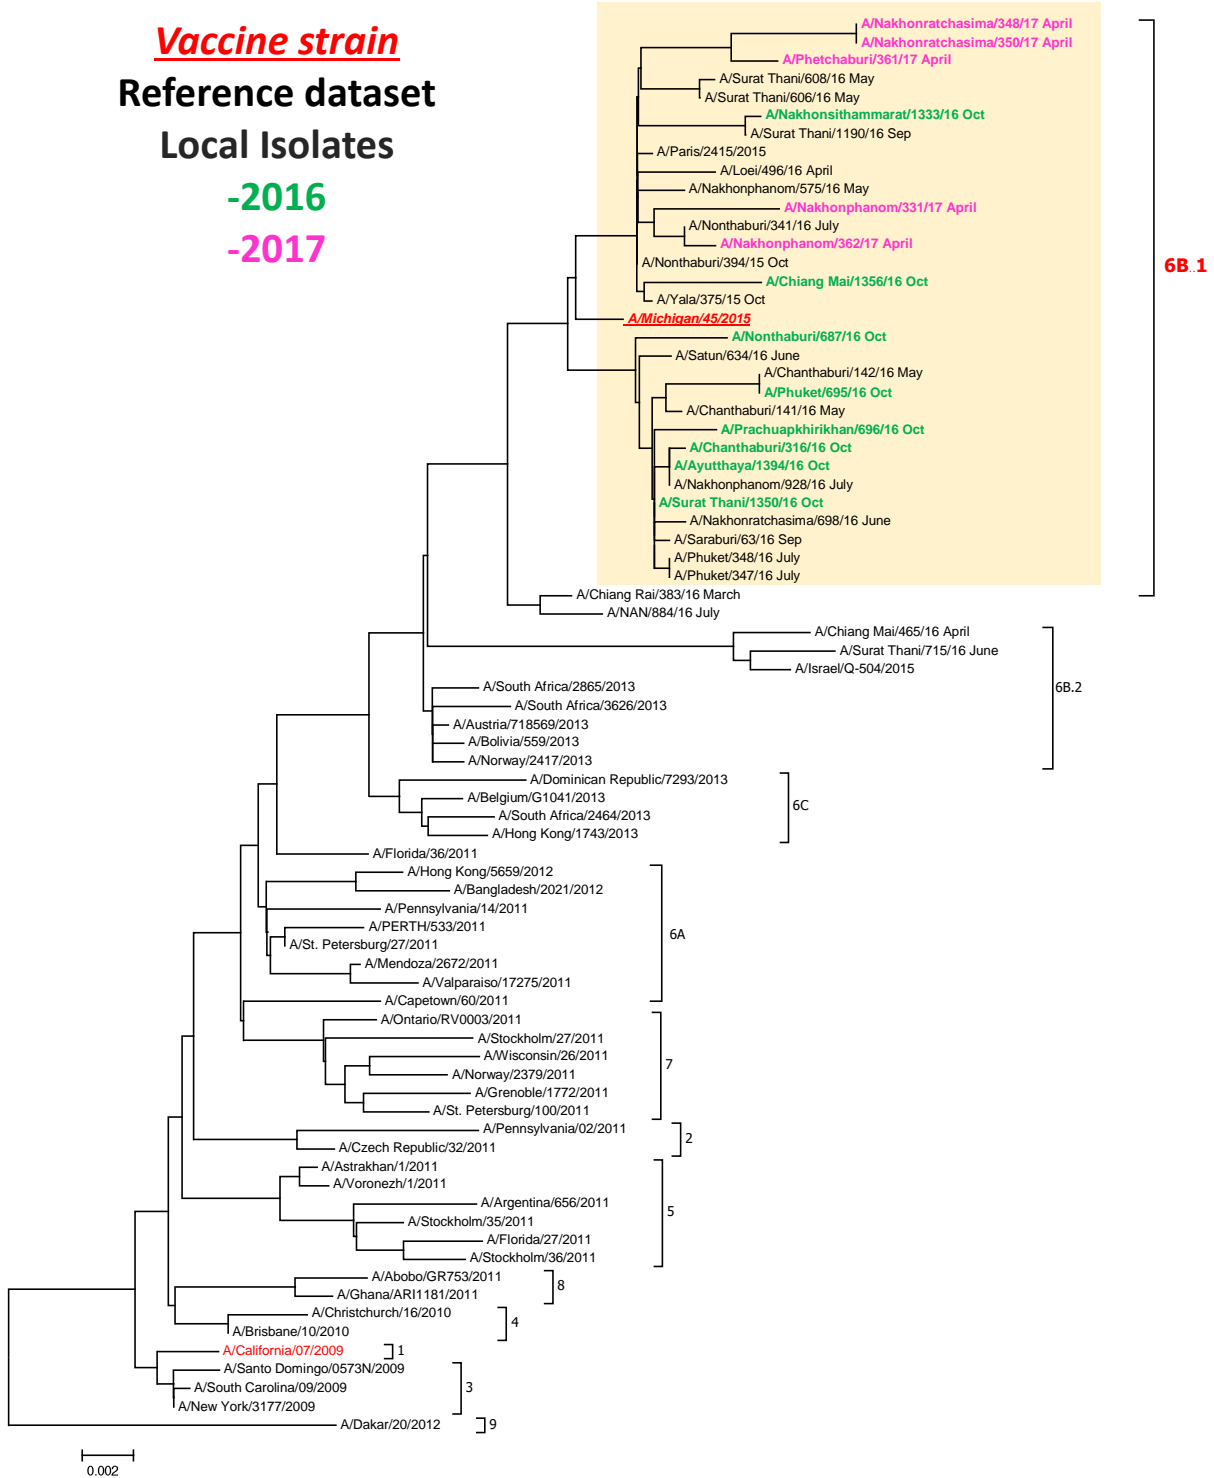 Vaccine strain
Reference dataset
Local Isolates
-2016
-2017
A/Nakhonratchasima/348/17 April
A/Nakhonratchasima/350/17 April
A/Phetchaburi/361/17 April
A/Surat Thani/608/16 May
A/Surat Thani/606/16 May
A/Nakhonsithammarat/1333/16 Oct
A/Surat Thani/1190/16 Sep
A/Paris/2415/2015
A/Loei/496/16 April
A/Nakhonphanom/575/16 May
A/Nakhonphanom/331/17 April
A/Nonthaburi/341/16 July
A/Nakhonphanom/362/17 April
A/Nonthaburi/394/15 Oct
6B..1
A/Chiang Mai/1356/16 Oct
A/Yala/375/15 Oct
A/Michigan/45/2015
A/Nonthaburi/687/16 Oct
A/Satun/634/16 June
A/Chanthaburi/142/16 May
A/Phuket/695/16 Oct
A/Chanthaburi/141/16 May
A/Prachuapkhirikhan/696/16 Oct
A/Chanthaburi/316/16 Oct
A/Ayutthaya/1394/16 Oct
A/Nakhonphanom/928/16 July
A/Surat Thani/1350/16 Oct
A/Nakhonratchasima/698/16 June
A/Saraburi/63/16 Sep
A/Phuket/348/16 July
A/Phuket/347/16 July
A/Chiang Rai/383/16 March
A/NAN/884/16 July
A/Chiang Mai/465/16 April
A/Surat Thani/715/16 June
A/Israel/Q-504/2015
6B.2
A/South Africa/2865/2013
A/South Africa/3626/2013
A/Austria/718569/2013
A/Bolivia/559/2013
A/Norway/2417/2013
A/Dominican Republic/7293/2013
A/Belgium/G1041/2013
6C
A/South Africa/2464/2013
A/Hong Kong/1743/2013
A/Florida/36/2011
A/Hong Kong/5659/2012
A/Bangladesh/2021/2012
A/Pennsylvania/14/2011
A/PERTH/533/2011
6A
A/St. Petersburg/27/2011
A/Mendoza/2672/2011
A/Valparaiso/17275/2011
A/Capetown/60/2011
A/Ontario/RV0003/2011
A/Stockholm/27/2011
A/Wisconsin/26/2011
7
A/Norway/2379/2011
A/Grenoble/1772/2011
A/St. Petersburg/100/2011
A/Pennsylvania/02/2011
2
A/Czech Republic/32/2011
A/Astrakhan/1/2011
A/Voronezh/1/2011
A/Argentina/656/2011
5
A/Stockholm/35/2011
A/Florida/27/2011
A/Stockholm/36/2011
A/Abobo/GR753/2011
8
A/Ghana/ARI1181/2011
A/Christchurch/16/2010
4
A/Brisbane/10/2010
A/California/07/2009
1
A/Santo Domingo/0573N/2009
A/South Carolina/09/2009
3
A/New York/3177/2009
A/Dakar/20/2012
9
0.002